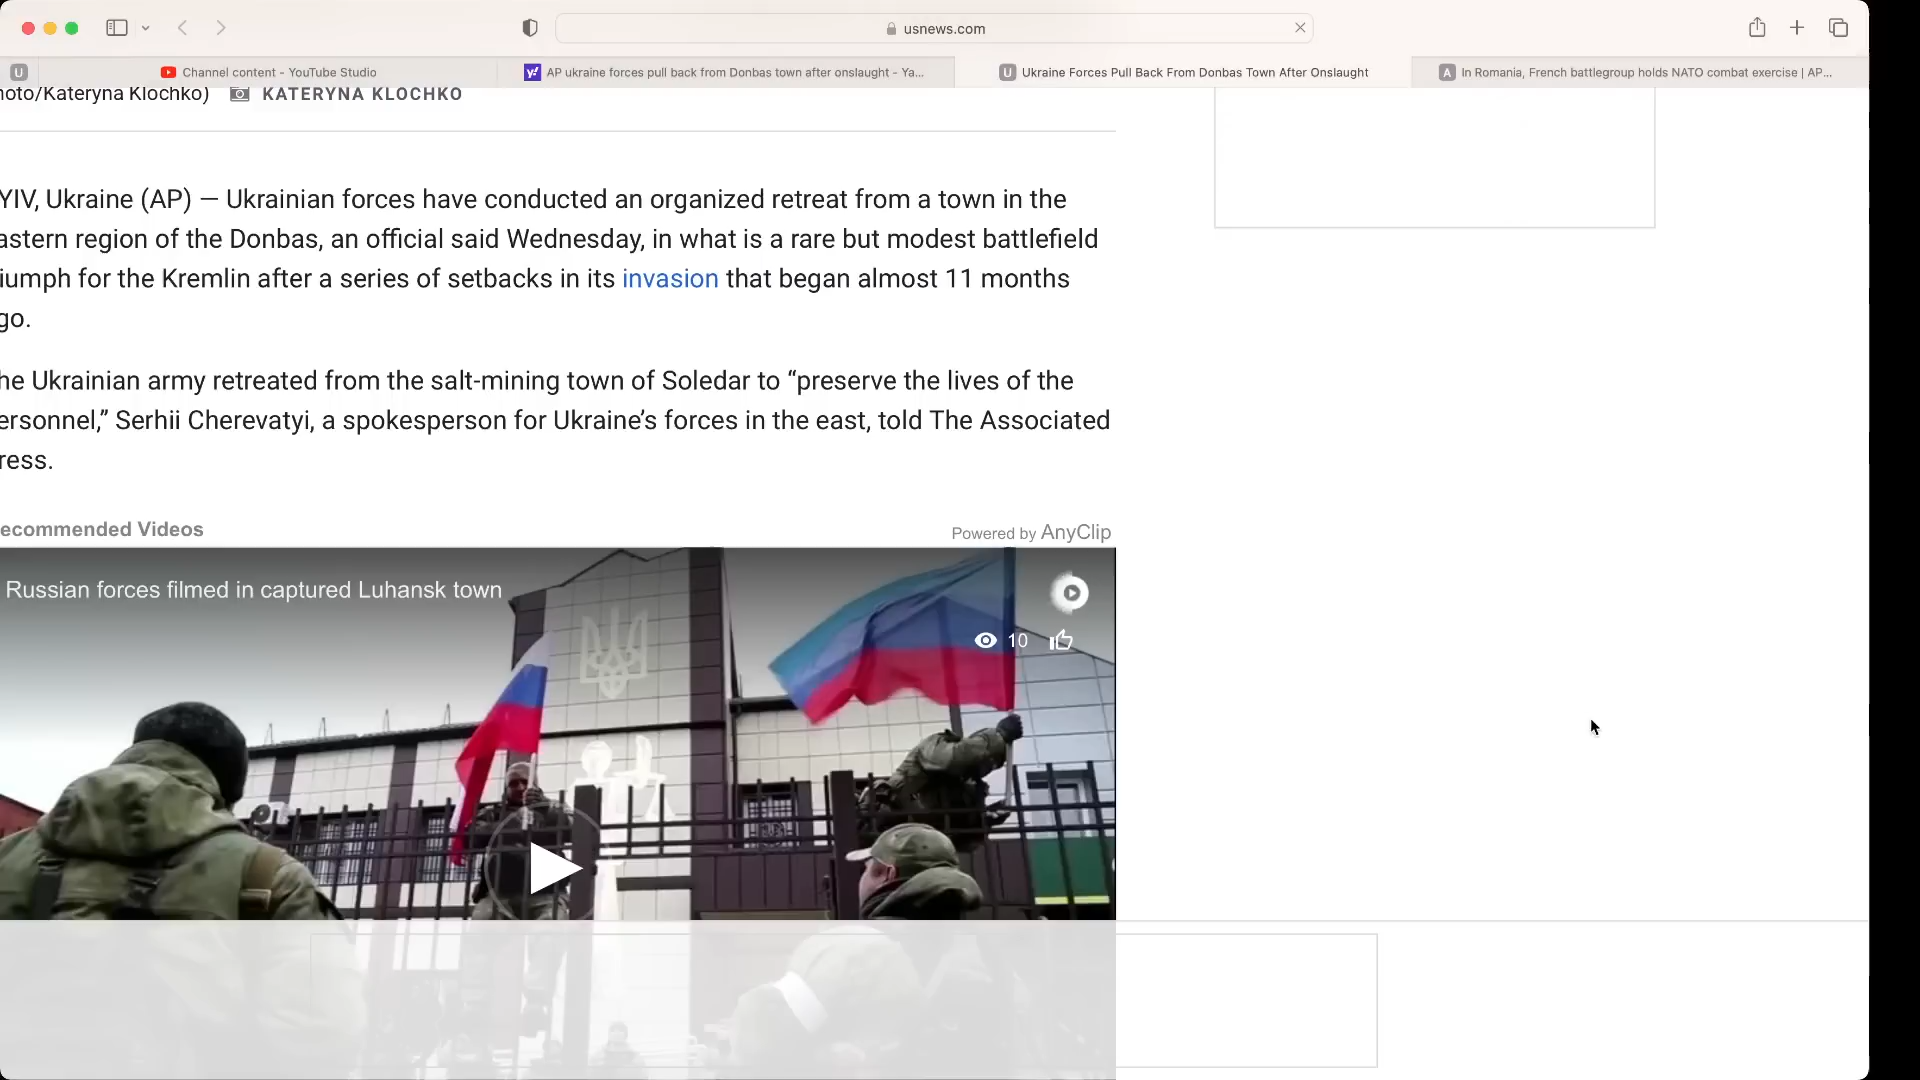 usnews.com
U
Channel content - YouTube Studio
y! AP ukraine forces pull back from Donbas town after onslaught - Ya...
U Ukraine Forces Pull Back From Donbas Town After Onslaught
A In Romania, French battlegroup holds NATO combat exercise | AP...
hoto/Kateryna Klochko) KATERYNA KLOCHKO
YIV, Ukraine (AP) — Ukrainian forces have conducted an organized retreat from a town in the
astern region of the Donbas, an official said Wednesday, in what is a rare but modest battlefield
iumph for the Kremlin after a series of setbacks in its invasion that began almost 11 months
go.
he Ukrainian army retreated from the salt-mining town of Soledar to “preserve the lives of the
ersonnel,” Serhii Cherevatyi, a spokesperson for Ukraine’s forces in the east, told The Associated
ress.
ecommended Videos
Powered by AnyClip
Russian forces filmed in captured Luhansk town
10